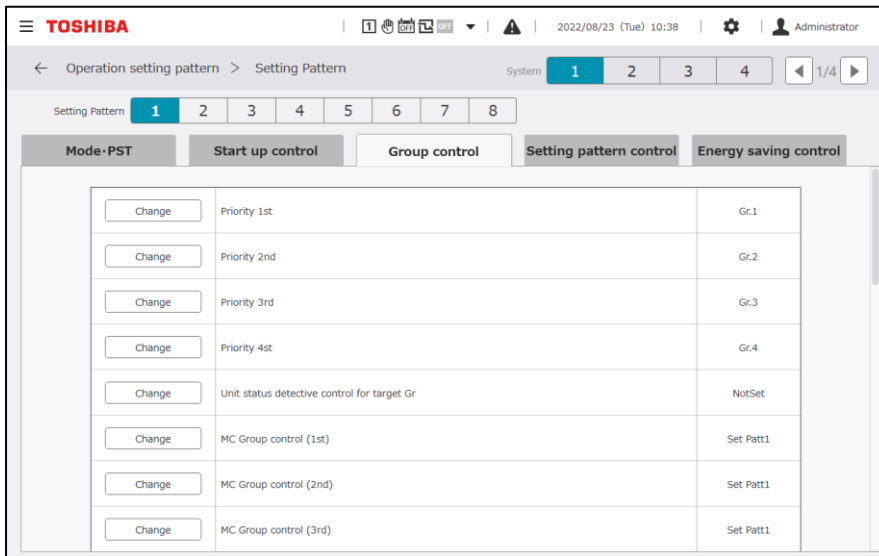 TOSHIBA 1 OFF OFF 2022/08/23 (Tue) 10:38 Administrator
Operation setting pattern > Setting Pattern System 1 2 3 4 1/4
Setting Pattern 1 2 3 4 5 6 7 8
Mode･PST Start up control Group control Setting pattern control Energy saving control
Change Priority 1st Gr.1
Change Priority 2nd Gr.2
Change Priority 3rd Gr.3
Change Priority 4st Gr.4
Change Unit status detective control for target Gr NotSet
Change MC Group control (1st) Set Patt1
Change MC Group control (2nd) Set Patt1
Change MC Group control (3rd) Set Patt1